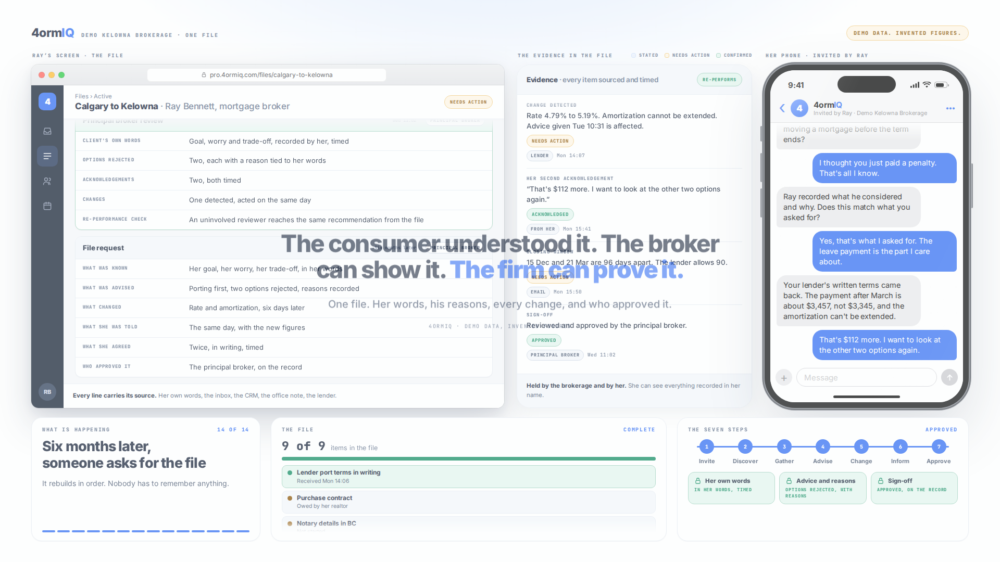 4ormIQ DEMO KELOWNA BROKERAGE · ONE FILE
DEMO DATA. INVENTED FIGURES.
RAY'S SCREEN · THE FILE
pro.4ormiq.com/files/calgary-to-kelowna
4
Files › Active
Calgary to Kelowna · Ray Bennett, mortgage broker
NEEDS ACTION
Principal broker review
CLIENT'S OWN WORDS Goal, worry and trade-off, recorded by her, timed
OPTIONS REJECTED Two, each with a reason tied to her words
ACKNOWLEDGEMENTS Two, both timed
CHANGES One detected, acted on the same day
RE-PERFORMANCE CHECK An uninvolved reviewer reaches the same recommendation from the file
File request Six months later PRINCIPAL BROKER
WHAT WAS KNOWN Her goal, her worry, her trade-off, in her words
WHAT WAS ADVISED Porting first, two options rejected, reasons recorded
WHAT CHANGED Rate and amortization, six days later
WHAT SHE WAS TOLD The same day, with the new figures
WHAT SHE AGREED Twice, in writing, timed
WHO APPROVED IT The principal broker, on the record
RB
Every line carries its source. Her own words, the inbox, the CRM, the office note, the lender.
The consumer understood it. The broker
can show it. The firm can prove it.
One file. Her words, his reasons, every change, and who approved it.
4ORMIQ · DEMO DATA, INVENTED FIGURES
THE EVIDENCE IN THE FILE
STATED NEEDS ACTION CONFIRMED
Evidence · every item sourced and timed
RE-PERFORMS
CHANGE DETECTED
Rate 4.79% to 5.19%. Amortization cannot be extended.
Advice given Tue 10:31 is affected.
NEEDS ACTION
LENDER Mon 14:07
HER SECOND ACKNOWLEDGEMENT
“That's $112 more. I want to look at the other two options
again.”
ACKNOWLEDGED
FROM HER Mon 15:41
CLOSING WINDOW
15 Dec and 21 Mar are 96 days apart. The lender allows 90.
NEEDS ACTION
EMAIL Mon 15:50
SIGN-OFF
Reviewed and approved by the principal broker.
APPROVED
PRINCIPAL BROKER Wed 11:02
Held by the brokerage and by her. She can see everything recorded in her
name.
HER PHONE · INVITED BY RAY
9:41
4
4ormIQ
Invited by Ray · Demo Kelowna Brokerage
moving a mortgage before the term
ends?
I thought you just paid a penalty.
That's all I know.
Ray recorded what he considered
and why. Does this match what you
asked for?
Yes, that's what I asked for. The
leave payment is the part I care
about.
Your lender's written terms came
back. The payment after March is
about $3,457, not $3,345, and the
amortization can't be extended.
That's $112 more. I want to look at
the other two options again.
Message
WHAT IS HAPPENING 14 OF 14
Six months later,
someone asks for the file
It rebuilds in order. Nobody has to remember anything.
THE FILE COMPLETE
9 of 9 items in the file
Lender port terms in writing
Received Mon 14:06
Purchase contract
Owed by her realtor
Notary details in BC
THE SEVEN STEPS APPROVED
1 2 3 4 5 6 7
Invite Discover Gather Advise Change Inform Approve
Her own words
IN HER WORDS, TIMED
Advice and reasons
OPTIONS REJECTED, WITH
REASONS
Sign-off
APPROVED, ON THE RECORD